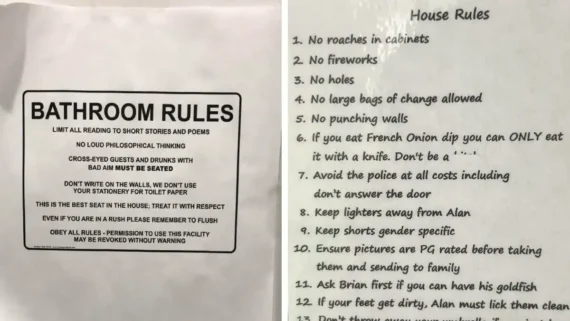 BATHROOM RULES
LIMIT ALL READING TO SHORT STORIES AND POEMS
NO LOUD PHILOSOPHICAL THINKING
CROSS-EYED GUESTS AND DRUNKS WITH
BAD AIM MUST BE SEATED
DON'T WRITE ON THE WALLS, WE DON'T USE
YOUR STATIONERY FOR TOILET PAPER
THIS IS THE BEST SEAT IN THE HOUSE; TREAT IT WITH RESPECT
EVEN IF YOU ARE IN A RUSH PLEASE REMEMBER TO FLUSH
OBEY ALL RULES - PERMISSION TO USE THIS FACILITY
MAY BE REVOKED WITHOUT WARNING
House Rules
1. No roaches in cabinets
2. No fireworks
3. No holes
4. No large bags of change allowed
5. No punching walls
6. If you eat French Onion dip you can ONLY eat
it with a knife. Don't be a
7. Avoid the police at all costs including
don't answer the door
8. Keep lighters away from Alan
9. Keep shorts gender specific
10. Ensure pictures are PG rated before taking
them and sending to family
11. Ask Brian first if you can have his goldfish
12. If your feet get dirty, Alan must lick them clean
13. Don't throw away your